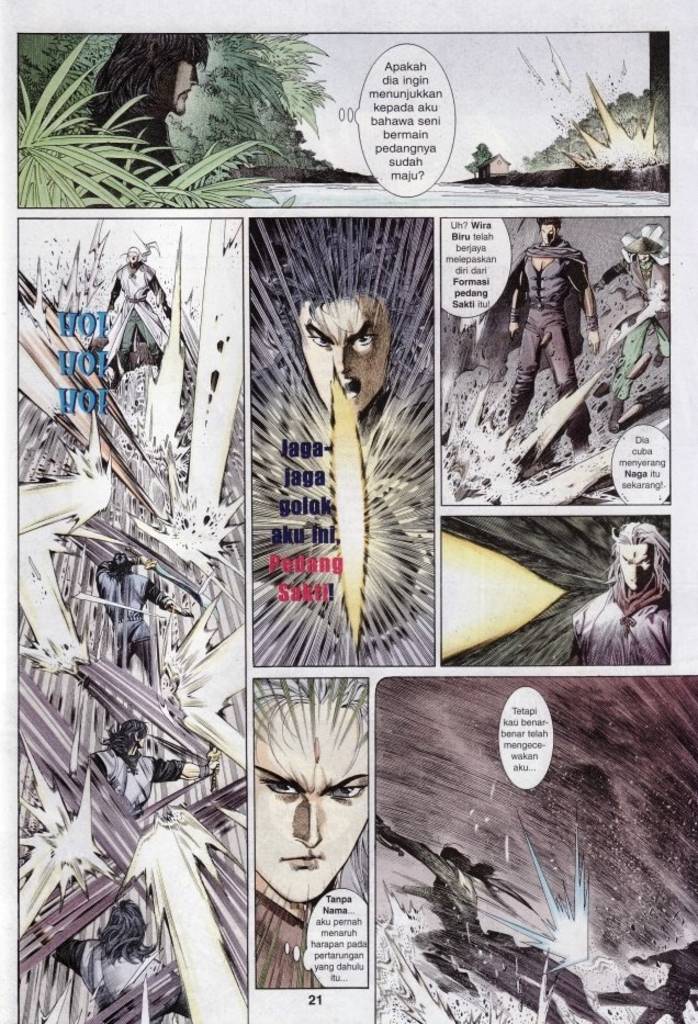 Apakah
dia ingin
menunjukkan
kepada aku
bahawa seni
bermain
pedangnya
sudah
maju?
Jaga-
jaga
golok
aku ini,
Pedang
Sakti!
Uh? Wira
Biru telah
berjaya
melepaskan
diri dari
Formasi
pedang
Sakti itu!
Dia
cuba
menyerang
Naga itu
sekarang!
Tanpa
Nama...
aku pernah
menaruh
harapan pada
pertarungan
yang dahulu
itu...
Tetapi
kau benar-
benar telah
mengece-
wakan
aku...
21